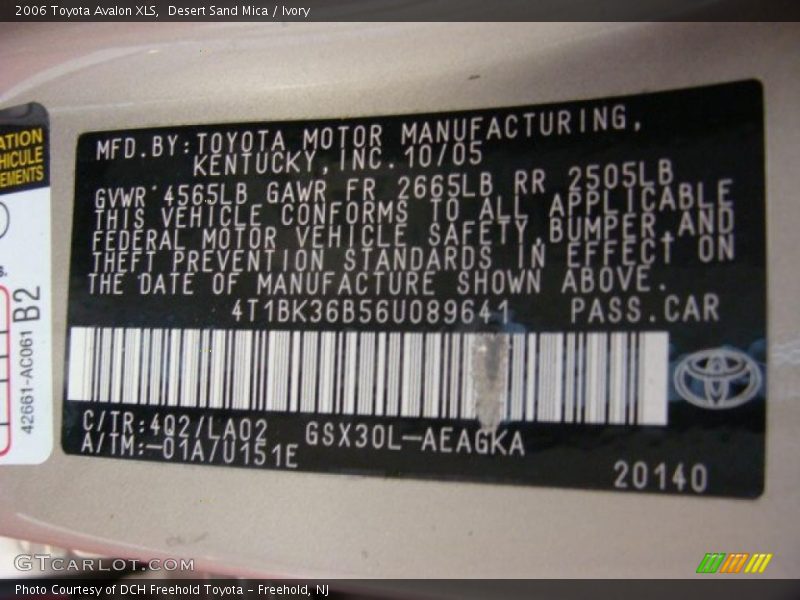 2006 Toyota Avalon XLS,  Desert Sand Mica / Ivory
ATION
HICULE
EMENTS
42661-AC061 B2
MFD.BY:TOYOTA MOTOR MANUFACTURING,
KENTUCKY,INC.10/05
GVWR 4565LB GAWR FR 2665LB RR 2505LB
THIS VEHICLE CONFORMS TO ALL APPLICABLE
FEDERAL MOTOR VEHICLE SAFETY,BUMPER,AND
THEFT PREVENTION STANDARDS IN EFFECT ON
THE DATE OF MANUFACTURE SHOWN ABOVE.
4T1BK36B56U089641 PASS.CAR
C/TR:4Q2/LA02 GSX30L-AEAGKA
A/TM:-01A/U151E
20140
GTCARLOT.COM
Photo Courtesy of DCH Freehold Toyota - Freehold, NJ